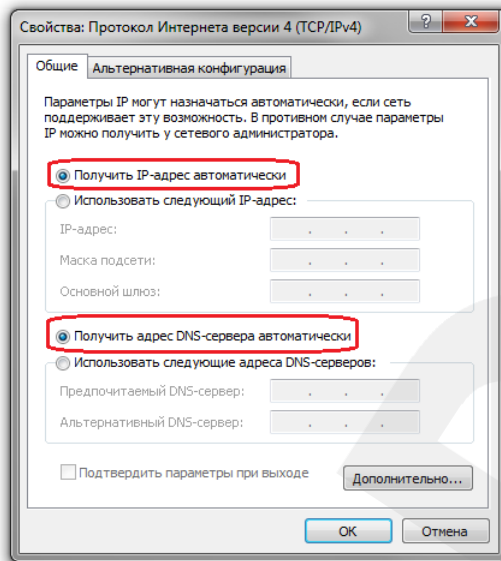 Свойства: Протокол Интернета версии 4 (TCP/IPv4)
Общие
Альтернативная конфигурация
Параметры IP могут назначаться автоматически, если сеть
поддерживает эту возможность. В противном случае параметры
IP можно получить у сетевого администратора.
Получить IP-адрес автоматически
Использовать следующий IP-адрес:
IP-адрес:
Маска подсети:
Основной шлюз:
Получить адрес DNS-сервера автоматически
Использовать следующие адреса DNS-серверов:
Предпочитаемый DNS-сервер:
Альтернативный DNS-сервер:
Подтвердить параметры при выходе
Дополнительно...
ОК
Отмена